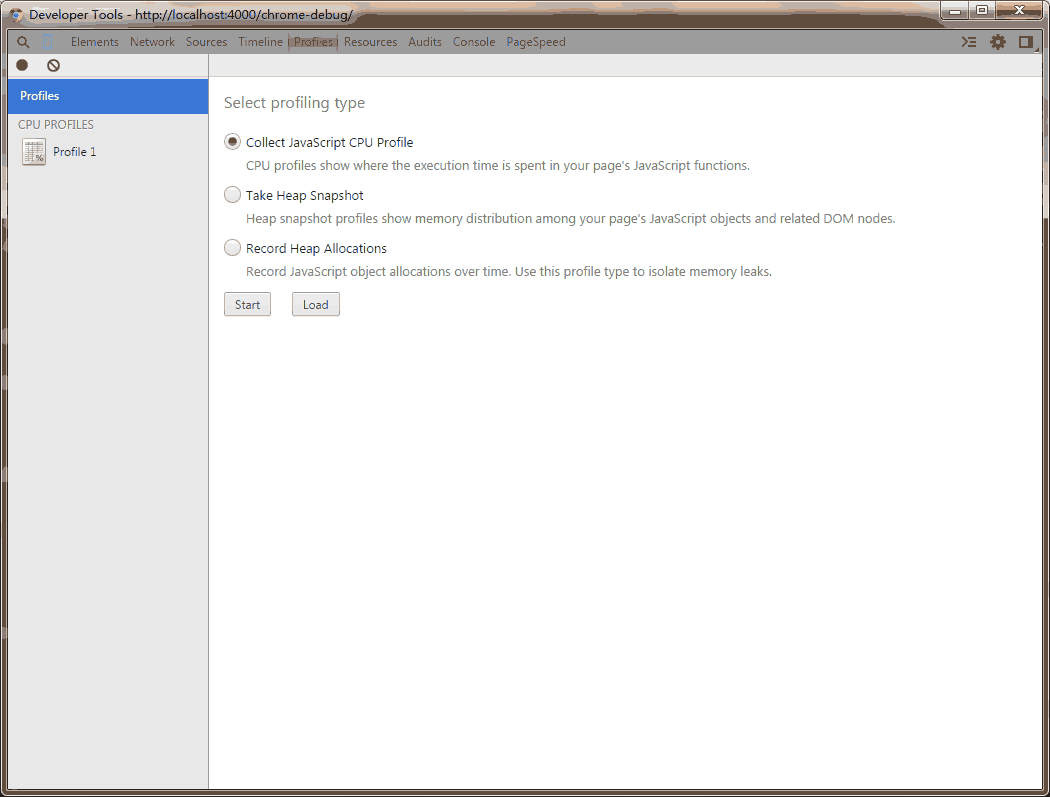 Developer Tools - http://localhost:4000/chrome-debug/
Elements Network Sources Timeline Profiles Resources Audits Console PageSpeed
Profiles
CPU PROFILES
Profile 1
Select profiling type
Collect JavaScript CPU Profile
CPU profiles show where the execution time is spent in your page's JavaScript functions.
Take Heap Snapshot
Heap snapshot profiles show memory distribution among your page's JavaScript objects and related DOM nodes.
Record Heap Allocations
Record JavaScript object allocations over time. Use this profile type to isolate memory leaks.
Start Load